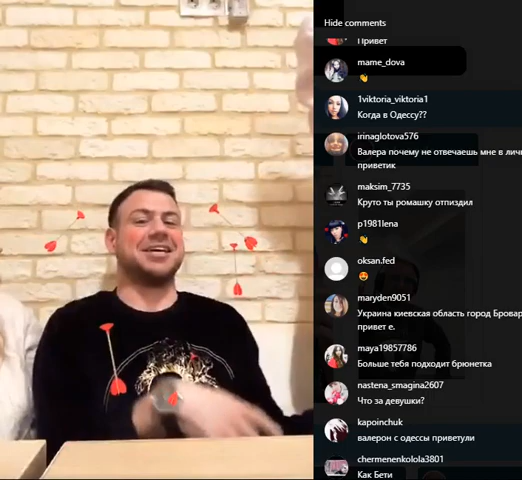 Hide comments
Привет
mame_dova
1viktoria_viktoria1
Когда в Одессу??
irinaglotova576
Валера почему не отвечаешь мне в личн
приветик
maksim_7735
Круто ты ромашку отпиздил
p1981lena
oksan.fed
maryden9051
Украина киевская область город Бровар
привет е.
maya19857786
Больше тебя подходит брюнетка
nastena_smagina2607
Что за девушки?
kapoinchuk
валерон с одессы приветули
chermenenkolola3801
Как Бети